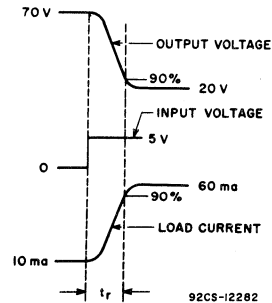 70 V
OUTPUT VOLTAGE
90%
20 V
INPUT VOLTAGE
5 V
0
60 ma
90%
LOAD CURRENT
10 ma
tr
92CS-12282